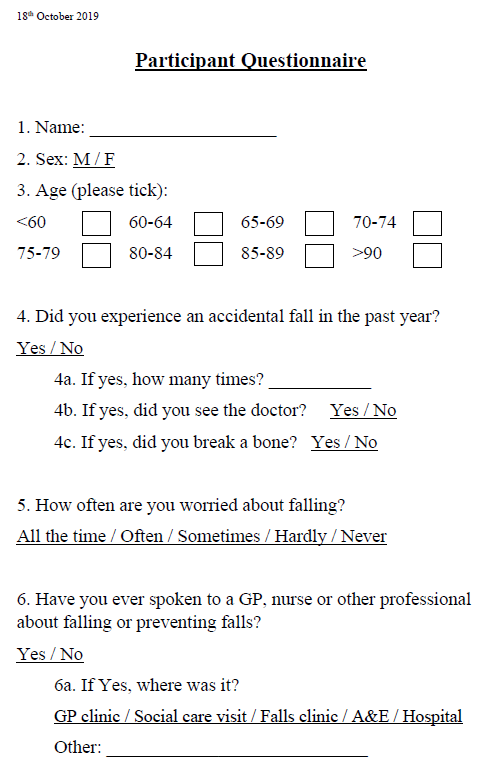 18th October 2019
Participant Questionnaire
1. Name: ____________________
2. Sex: M / F
3. Age (please tick):
<60 60-64 65-69 70-74
75-79 80-84 85-89 >90
4. Did you experience an accidental fall in the past year?
Yes / No
4a. If yes, how many times? ___________
4b. If yes, did you see the doctor? Yes / No
4c. If yes, did you break a bone? Yes / No
5. How often are you worried about falling?
All the time / Often / Sometimes / Hardly / Never
6. Have you ever spoken to a GP, nurse or other professional
about falling or preventing falls?
Yes / No
6a. If Yes, where was it?
GP clinic / Social care visit / Falls clinic / A&E / Hospital
Other: ____________________________